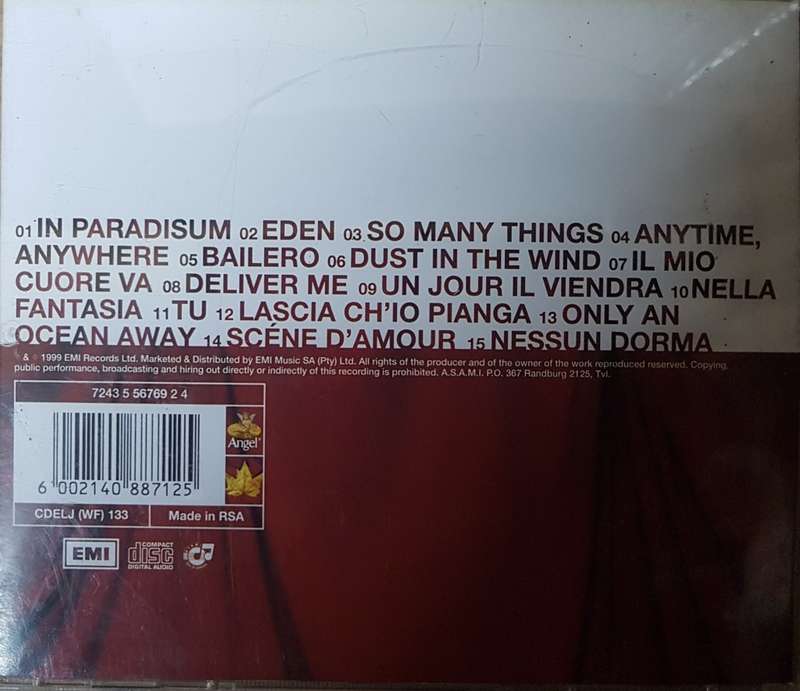 01 IN PARADISUM 02 EDEN 03 SO MANY THINGS 04 ANYTIME,
ANYWHERE 05 BAILERO 06 DUST IN THE WIND 07 IL MIO
CUORE VA 08 DELIVER ME 09 UN JOUR IL VIENDRA 10 NELLA
FANTASIA 11 TU 12 LASCIA CH'IO PIANGA 13 ONLY AN
OCEAN AWAY 14 SCÉNE D'AMOUR 15 NESSUN DORMA
& 1999 EMI Records Ltd. Marketed & Distributed by EMI Music SA (Pty) Ltd. All rights of the producer and of the owner of the work reproduced reserved. Copying,
public performance, broadcasting and hiring out directly or indirectly of this recording is prohibited. A.S.A.M.I. P.O. 367 Randburg 2125, Tvl.
7243 5 56769 2 4
Angel
6 002140 887125
CDELJ (WF) 133
Made in RSA
EMI
COMPACT
disc
DIGITAL AUDIO